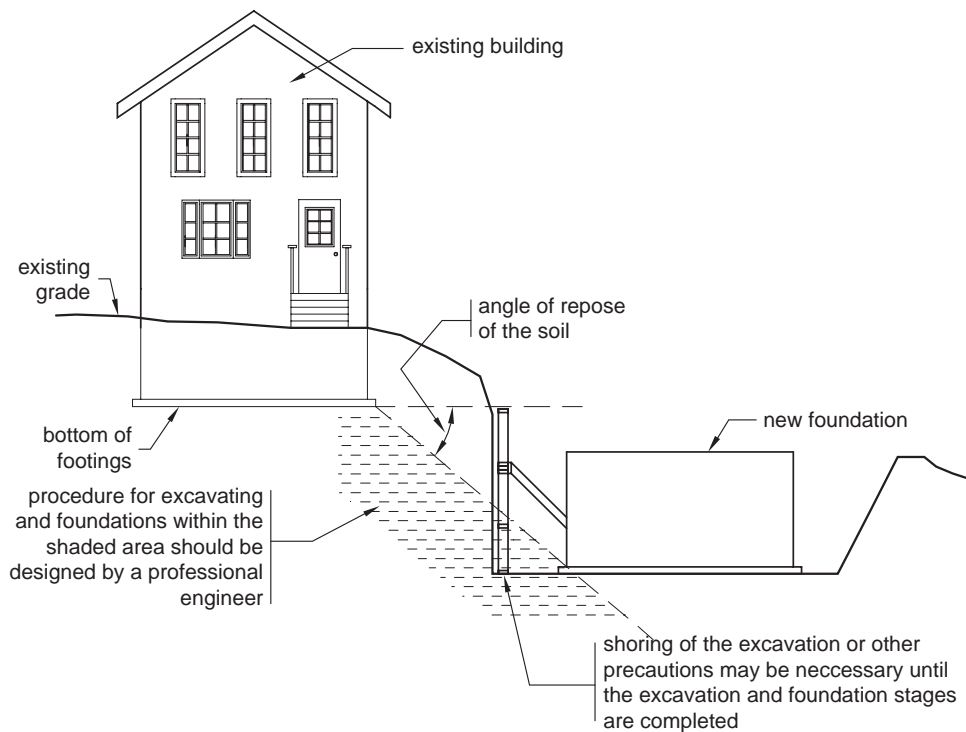 existing building
existing
grade
angle of repose
of the soil
bottom of
footings
new foundation
procedure for excavating
and foundations within the
shaded area should be
designed by a professional
engineer
shoring of the excavation or other
precautions may be neccessary until
the excavation and foundation stages
are completed